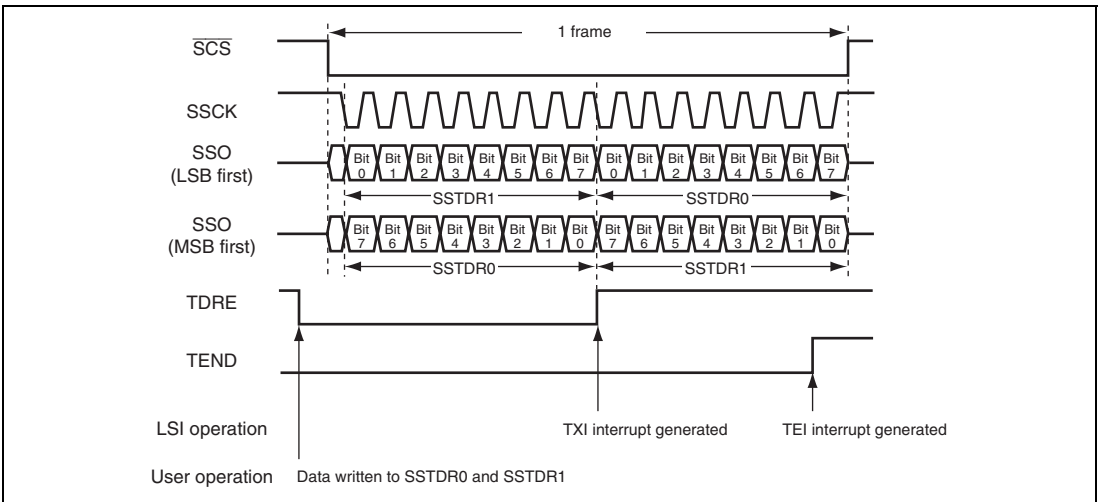 1 frame
SCS
SSCK
SSO
(LSB first)
Bit 0 Bit 1 Bit 2 Bit 3 Bit 4 Bit 5 Bit 6 Bit 7 Bit 0 Bit 1 Bit 2 Bit 3 Bit 4 Bit 5 Bit 6 Bit 7
SSTDR1 SSTDR0
SSO
(MSB first)
Bit 7 Bit 6 Bit 5 Bit 4 Bit 3 Bit 2 Bit 1 Bit 0 Bit 7 Bit 6 Bit 5 Bit 4 Bit 3 Bit 2 Bit 1 Bit 0
SSTDR0 SSTDR1
TDRE
TEND
LSI operation TXI interrupt generated TEI interrupt generated
User operation Data written to SSTDR0 and SSTDR1